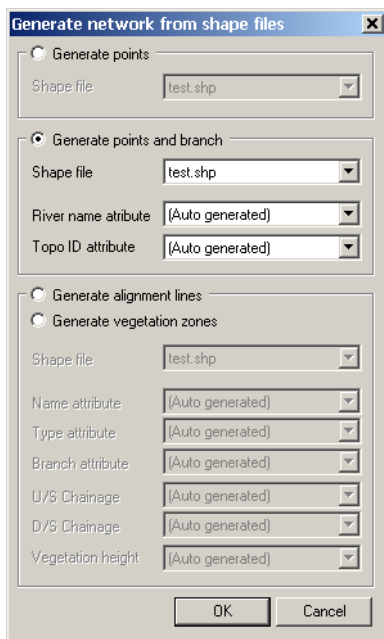 Generate network from shape files
Generate points
Shape file test.shp
Generate points and branch
Shape file test.shp
River name atribute (Auto generated)
Topo ID attribute (Auto generated)
Generate alignment lines
Generate vegetation zones
Shape file test.shp
Name attribute (Auto generated)
Type attribute (Auto generated)
Branch attribute (Auto generated)
U/S Chainage (Auto generated)
D/S Chainage (Auto generated)
Vegetation height (Auto generated)
OK Cancel